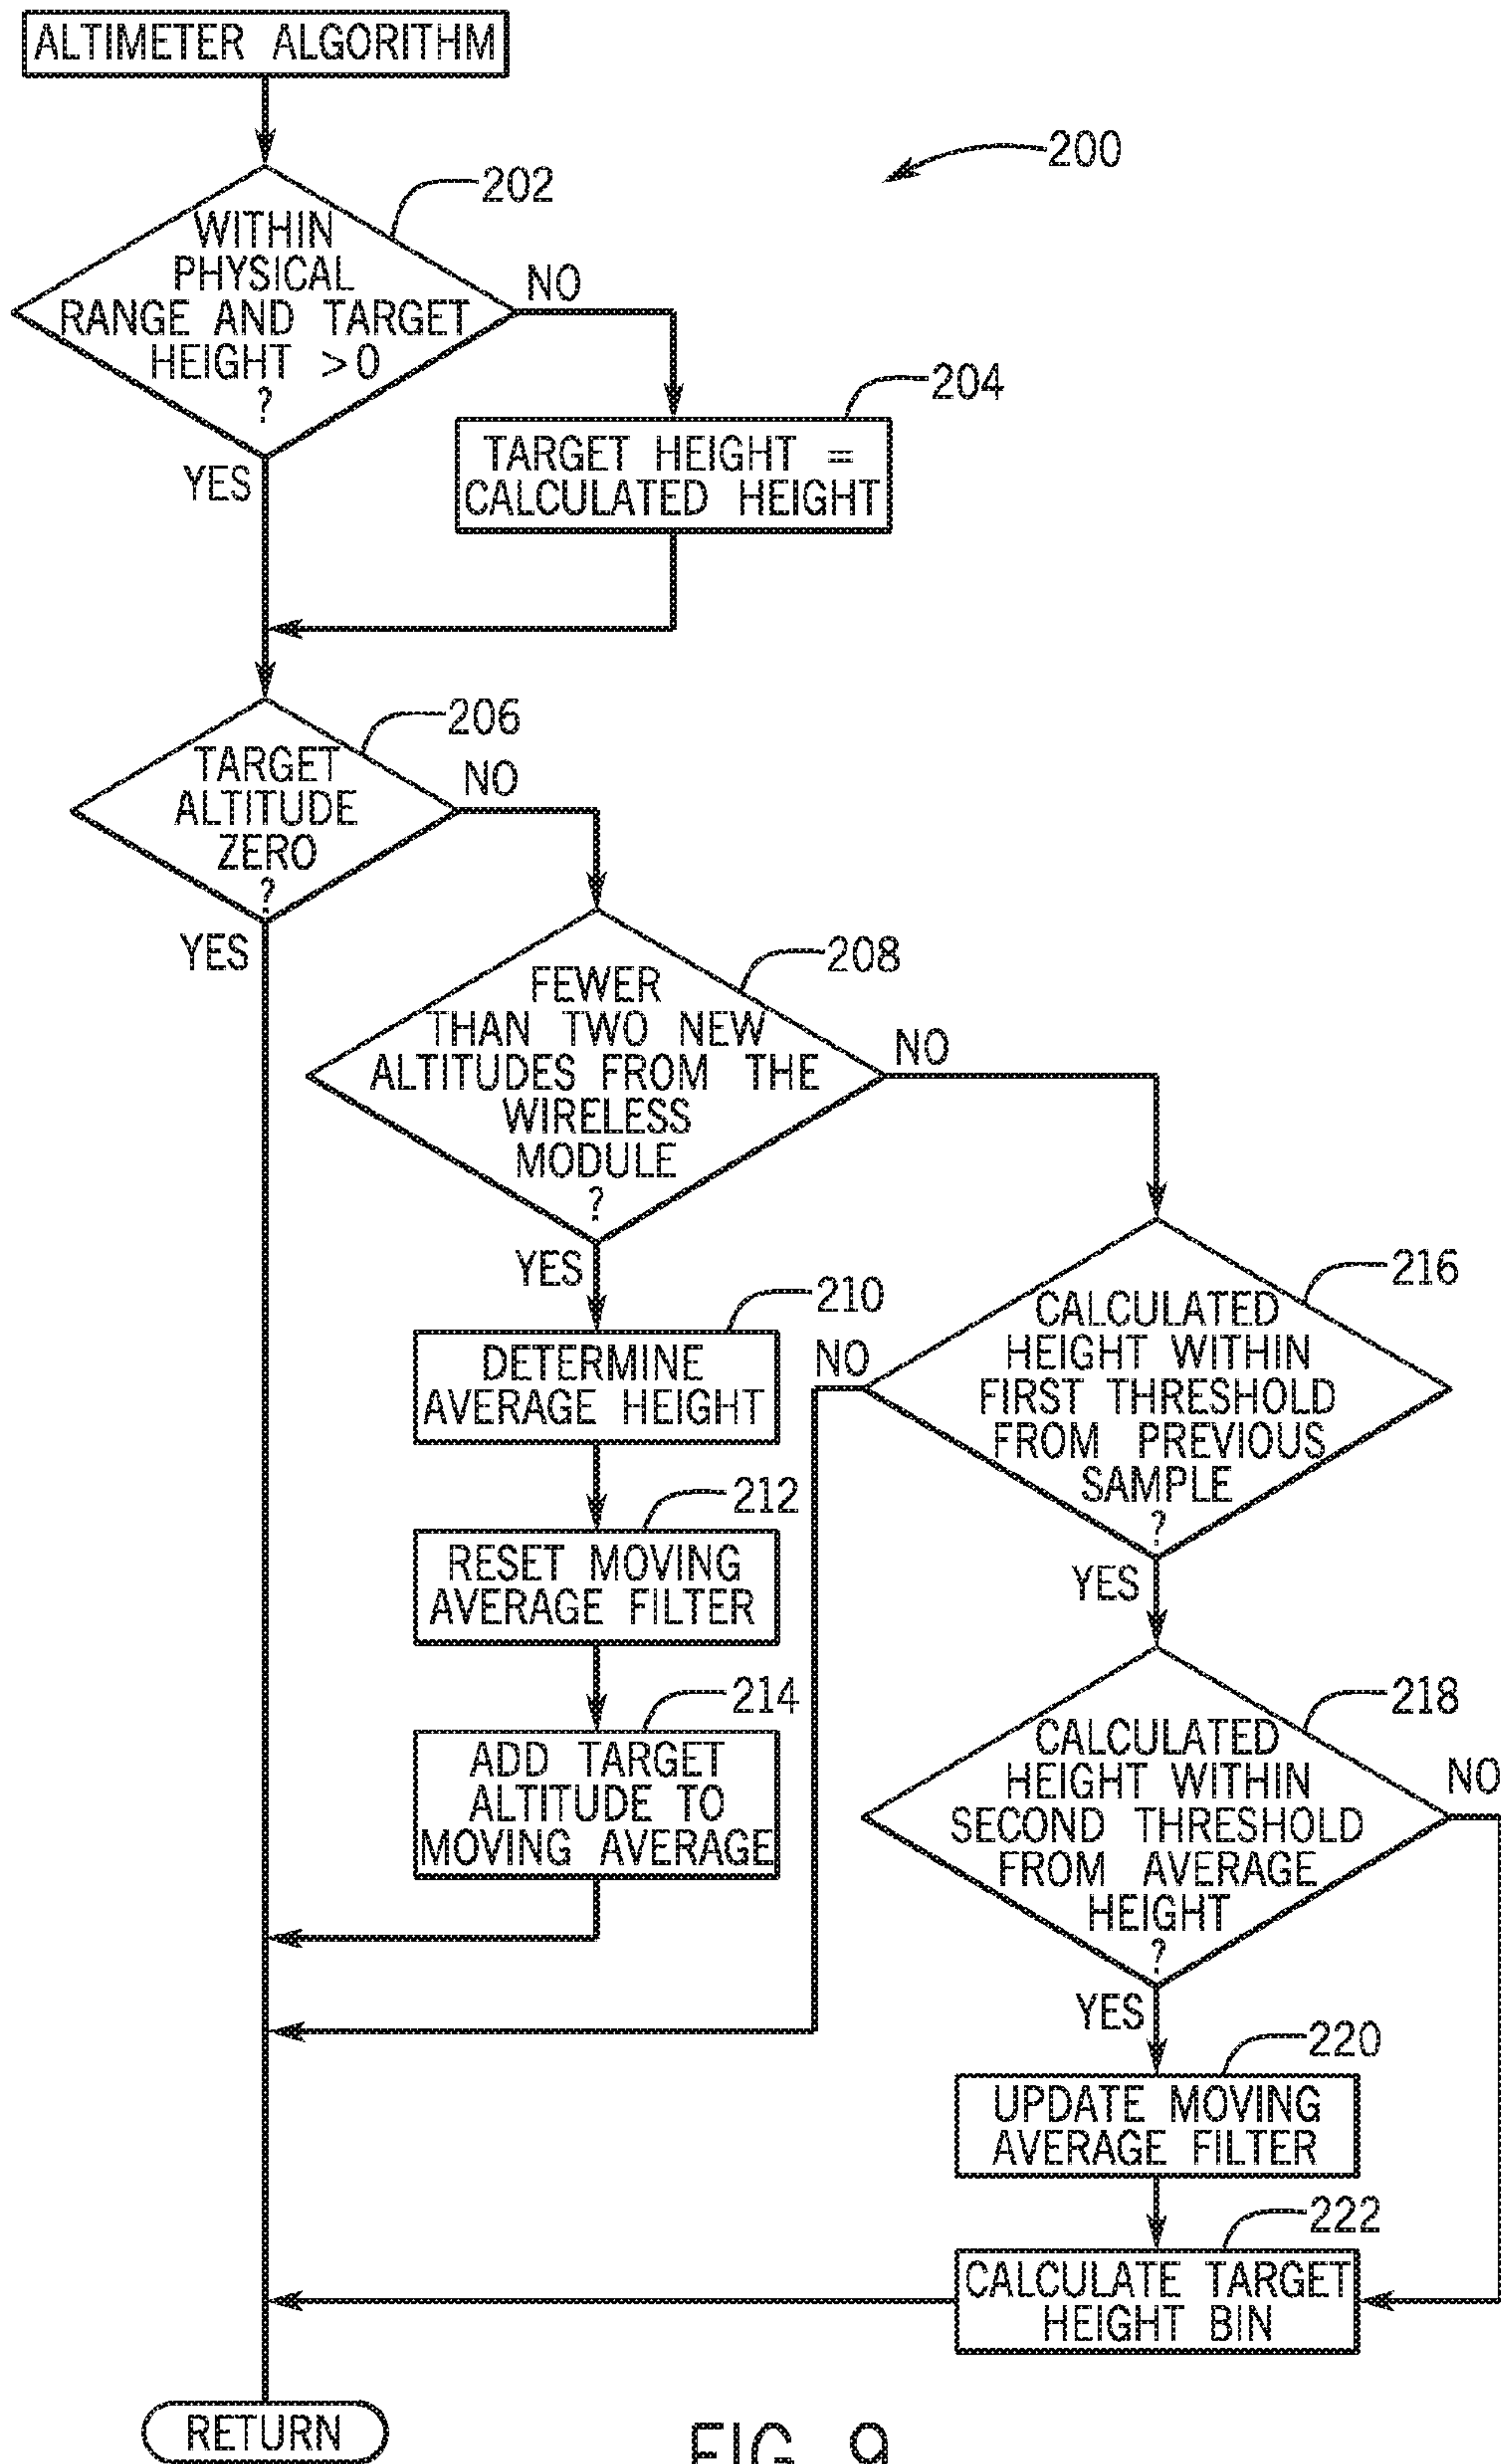 ALTIMETER ALGORITHM
200
202
WITHIN
PHYSICAL
RANGE AND TARGET
HEIGHT >0
?
NO
YES
204
TARGET HEIGHT =
CALCULATED HEIGHT
206
TARGET
ALTITUDE
ZERO
?
NO
YES
208
FEWER
THAN TWO NEW
ALTITUDES FROM THE
WIRELESS
MODULE
?
NO
YES
210
DETERMINE
AVERAGE HEIGHT
212
RESET MOVING
AVERAGE FILTER
214
ADD TARGET
ALTITUDE TO
MOVING AVERAGE
216
CALCULATED
HEIGHT WITHIN
FIRST THRESHOLD
FROM PREVIOUS
SAMPLE
?
NO
YES
218
CALCULATED
HEIGHT WITHIN
SECOND THRESHOLD
FROM AVERAGE
HEIGHT
?
NO
YES
220
UPDATE MOVING
AVERAGE FILTER
222
CALCULATE TARGET
HEIGHT BIN
RETURN
FIG. 9